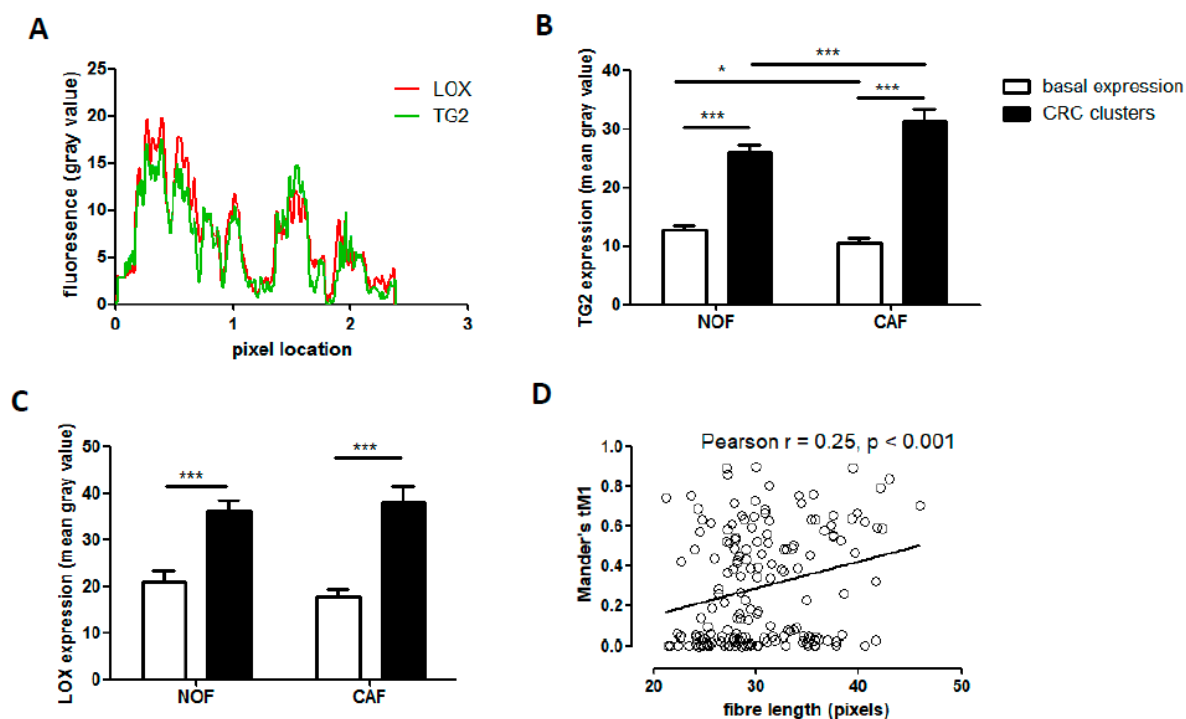 A
fluoresence (gray value)
25
20
15
10
5
0
LOX
TG2
0
1
2
3
pixel location
B
TG2 expression (mean gray value)
40
30
20
10
0
***
*
***
***
NOF
CAF
basal expression
CRC clusters
C
LOX expression (mean gray value)
50
40
30
20
10
0
***
***
NOF
CAF
D
Pearson r = 0.25, p < 0.001
Mander's tM1
1.0
0.8
0.6
0.4
0.2
0.0
20
30
40
50
fibre length (pixels)